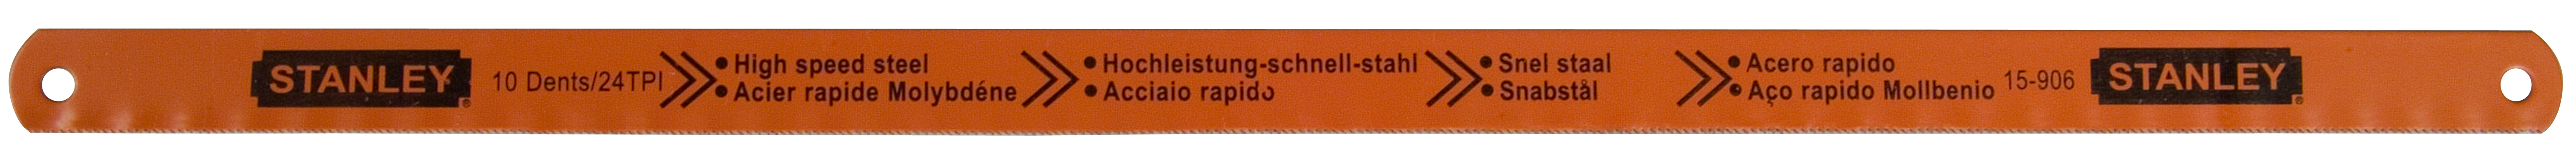 STANLEY
10 Dents/24TPI
• High speed steel
• Acier rapide Molybdéne
• Hochleistung-schnell-stahl
• Acciaio rapido
• Snel staal
• Snabstål
• Acero rapido
• Aço rapido Mollbenio
15-906
STANLEY